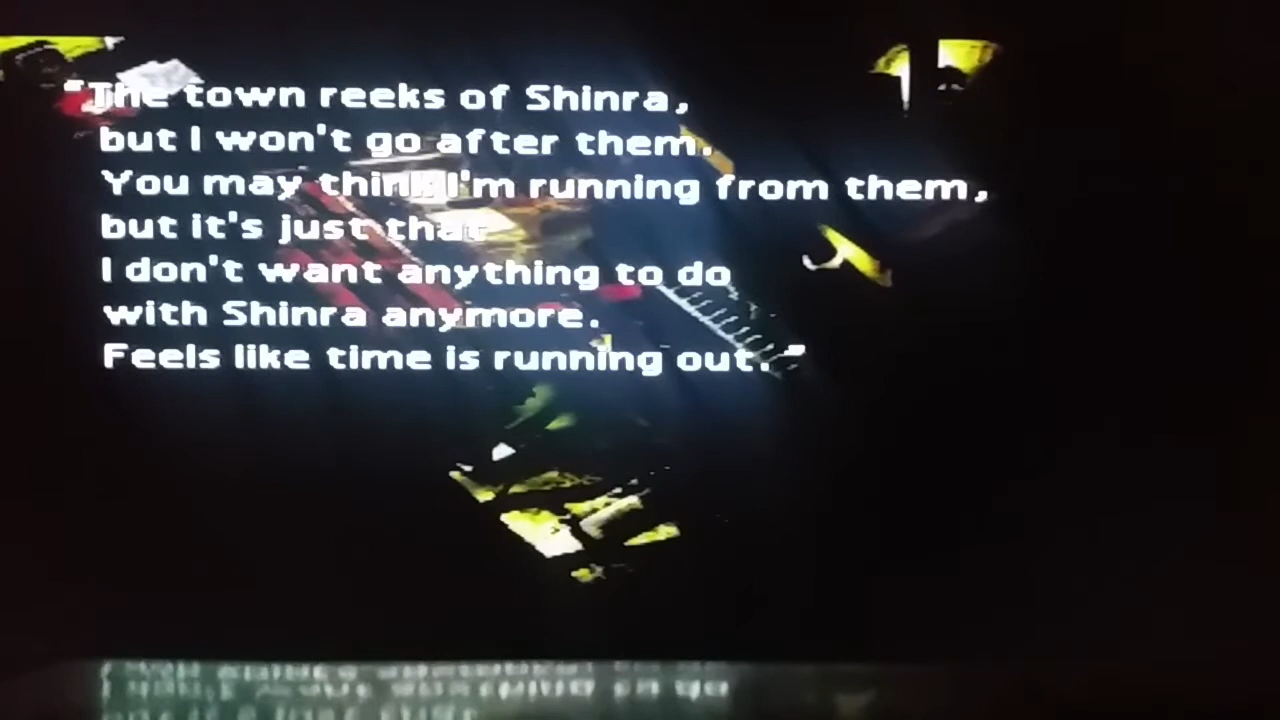 “The town reeks of Shinra,
but I won't go after them.
You may think I'm running from them,
but it's just that
I don't want anything to do
with Shinra anymore.
Feels like time is running out.”